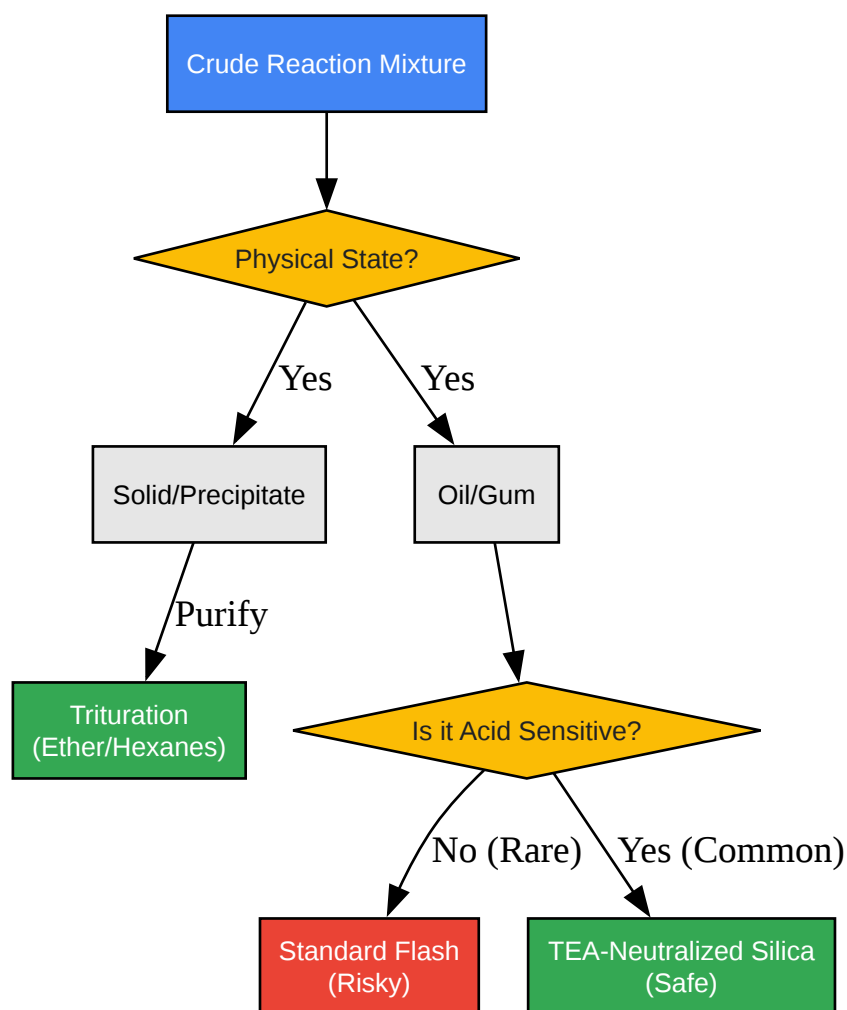 Crude Reaction Mixture
Physical State?
Yes
Yes
Solid/Precipitate
Oil/Gum
Purify
Trituration
(Ether/Hexanes)
Is it Acid Sensitive?
No (Rare)
Yes (Common)
Standard Flash
(Risky)
TEA-Neutralized Silica
(Safe)